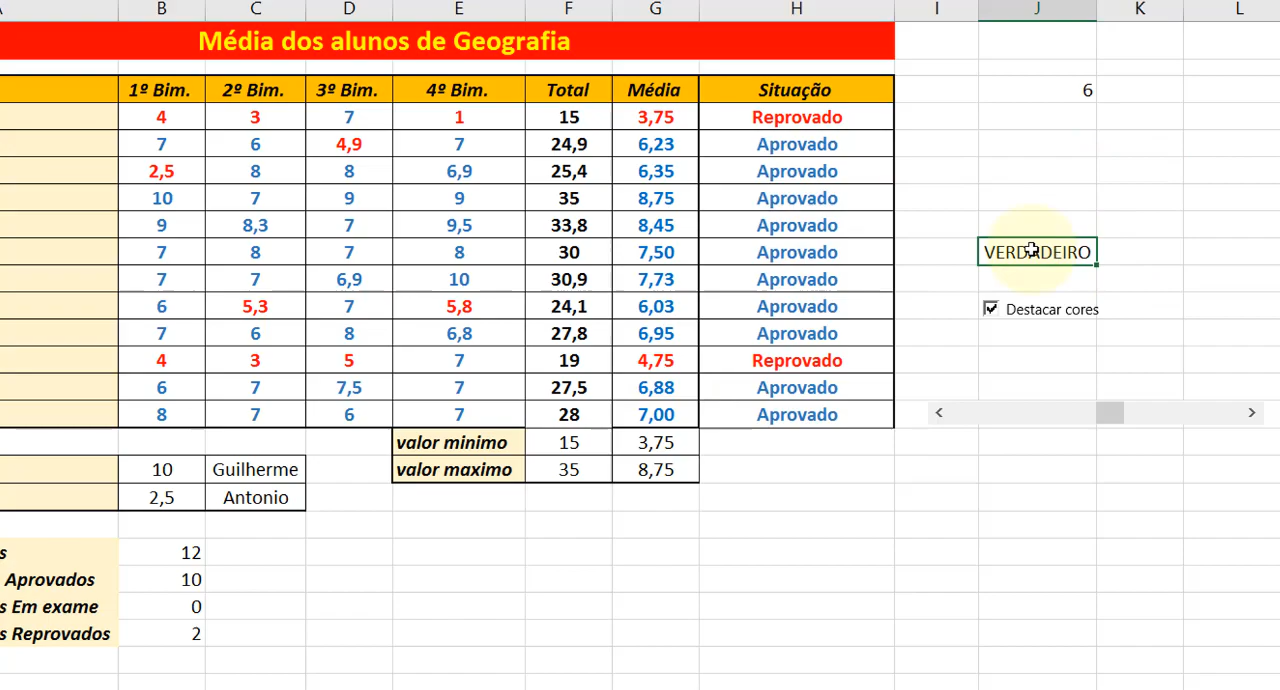 A B C D E F G H I J K L
Média dos alunos de Geografia
1º Bim. 2º Bim. 3º Bim. 4º Bim. Total Média Situação 6
4 3 7 1 15 3,75 Reprovado
7 6 4,9 7 24,9 6,23 Aprovado
2,5 8 8 6,9 25,4 6,35 Aprovado
10 7 9 9 35 8,75 Aprovado
9 8,3 7 9,5 33,8 8,45 Aprovado
7 8 7 8 30 7,50 Aprovado VERDADEIRO
7 7 6,9 10 30,9 7,73 Aprovado
6 5,3 7 5,8 24,1 6,03 Aprovado Destacar cores
7 6 8 6,8 27,8 6,95 Aprovado
4 3 5 7 19 4,75 Reprovado
6 7 7,5 7 27,5 6,88 Aprovado
8 7 6 7 28 7,00 Aprovado
valor minimo 15 3,75
10 Guilherme valor maximo 35 8,75
2,5 Antonio
s 12
Aprovados 10
s Em exame 0
s Reprovados 2